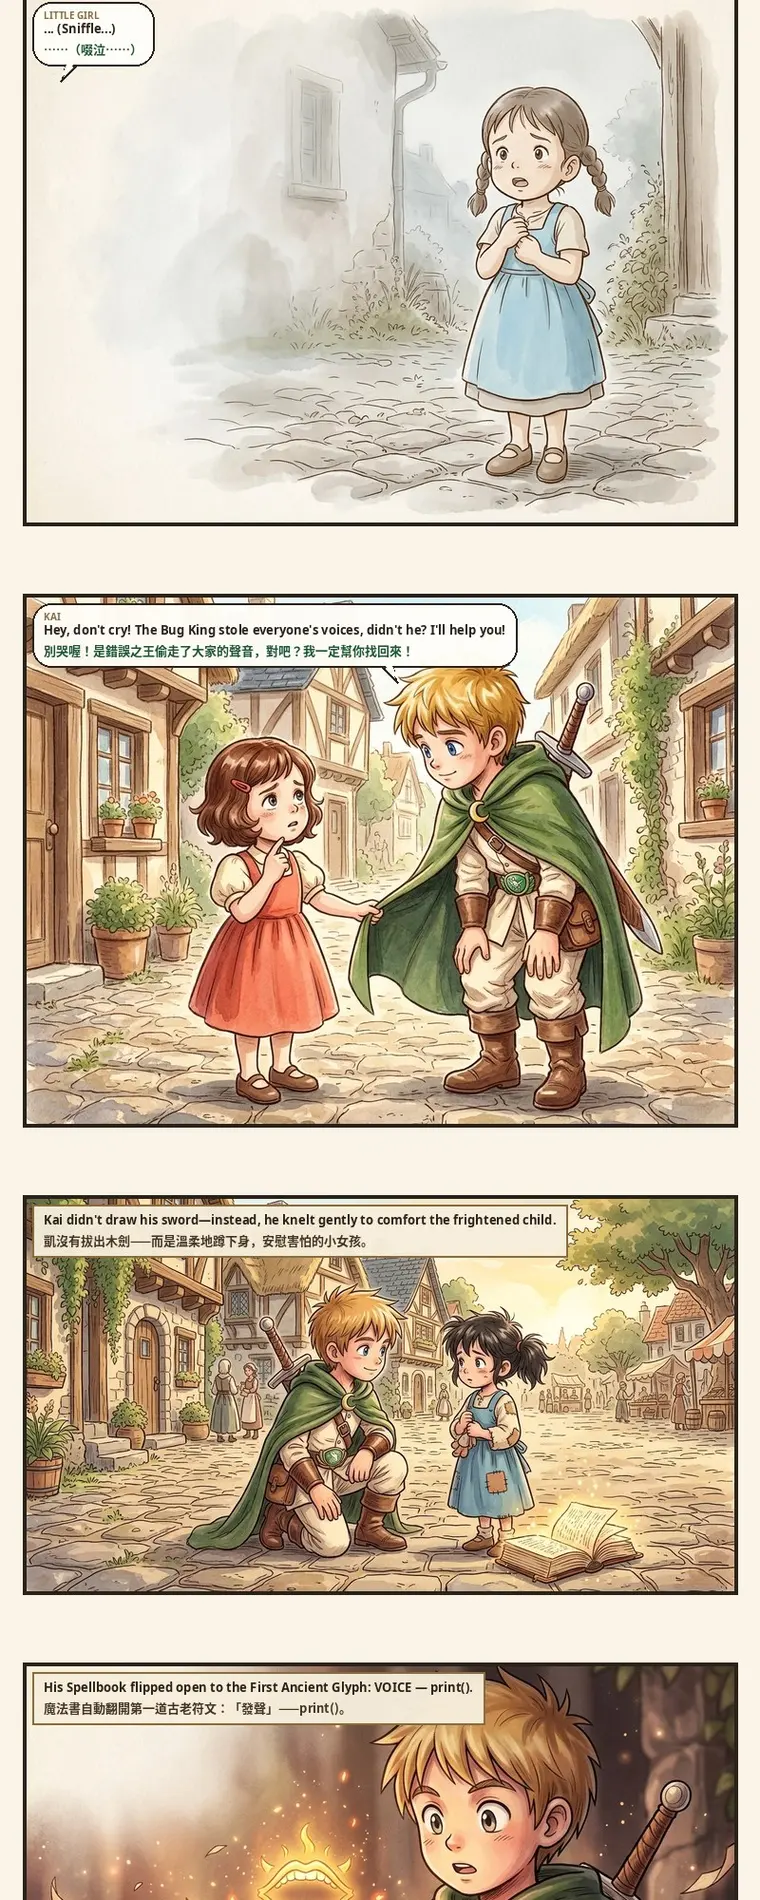 LITTLE GIRL
... (Sniffle...)
⋯⋯（啜泣⋯⋯）
KAI
Hey, don't cry! The Bug King stole everyone's voices, didn't he? I'll help you!
別哭喔！是錯誤之王偷走了大家的聲音，對吧？我一定幫你找回來！
Kai didn't draw his sword—instead, he knelt gently to comfort the frightened child.
凱沒有拔出木劍——而是溫柔地蹲下身，安慰害怕的小女孩。
His Spellbook flipped open to the First Ancient Glyph: VOICE — print().
魔法書自動翻開第一道古老符文：「發聲」——print()。